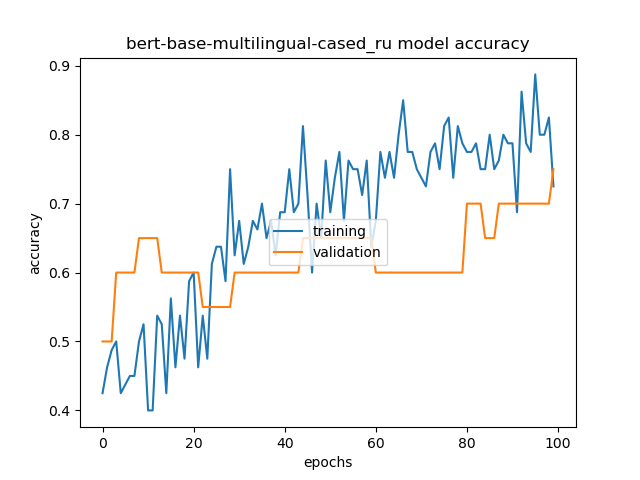 bert-base-multilingual-cased_ru model accuracy
accuracy
0.9
0.8
0.7
0.6
0.5
0.4
training
validation
0 20 40 60 80 100
epochs